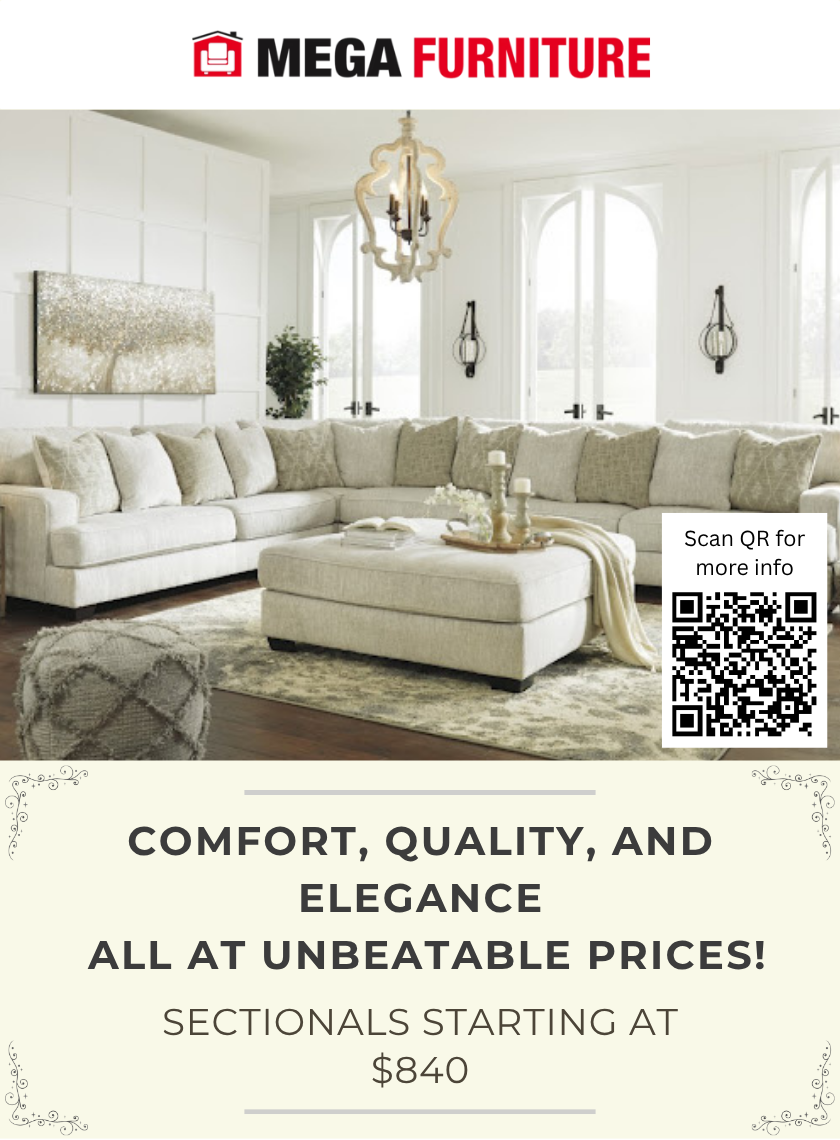 MEGA FURNITURE
Scan QR for
more info
COMFORT, QUALITY, AND
ELEGANCE
ALL AT UNBEATABLE PRICES!
SECTIONALS STARTING AT
$840